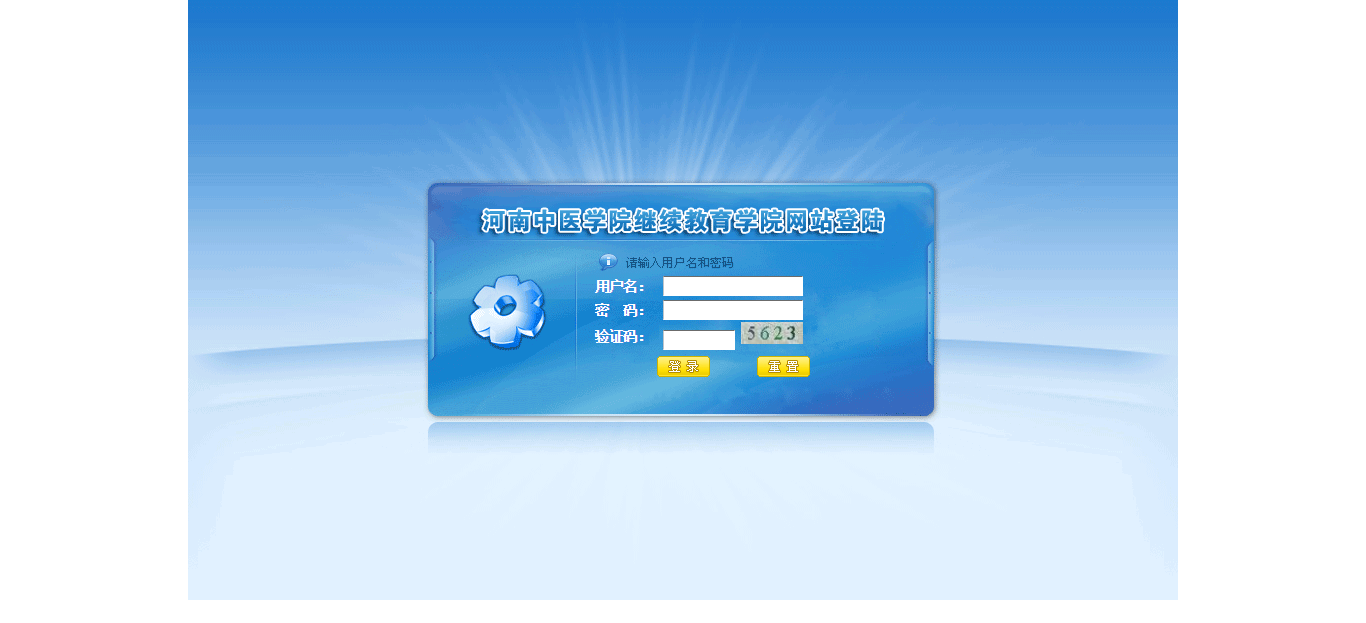 河南中医学院继续教育学院网站登陆
请输入用户名和密码
用户名：
密　码：
验证码： 5623
登 录 重 置